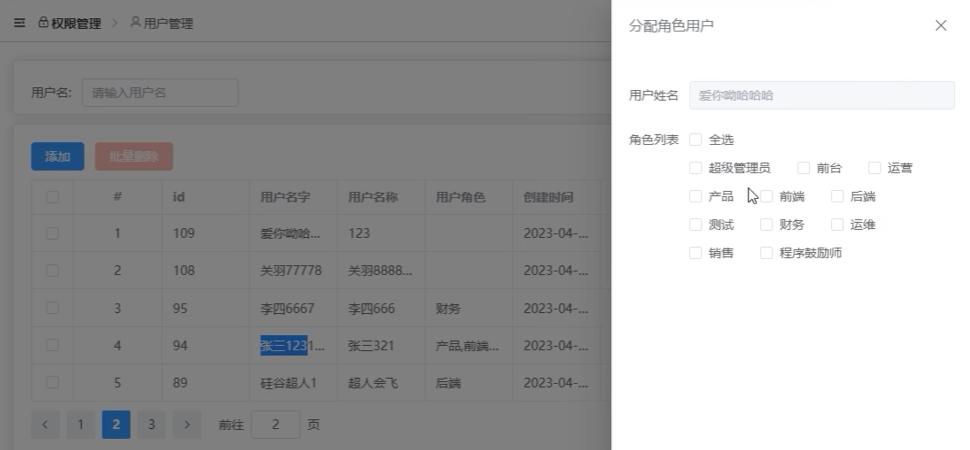 权限管理 > 用户管理
用户名: 请输入用户名
添加 批量删除
# id 用户名字 用户名称 用户角色 创建时间
1 109 爱你呦哈... 123 2023-04-...
2 108 关羽77778 关羽8888... 2023-04-...
3 95 李四6667 李四666 财务 2023-04-...
4 94 张三1231... 张三321 产品,前端... 2023-04-...
5 89 硅谷超人1 超人会飞 后端 2023-04-...
< 1 2 3 > 前往 2 页
分配角色用户
用户姓名 爱你呦哈哈哈
角色列表 全选
超级管理员 前台 运营
产品 前端 后端
测试 财务 运维
销售 程序鼓励师